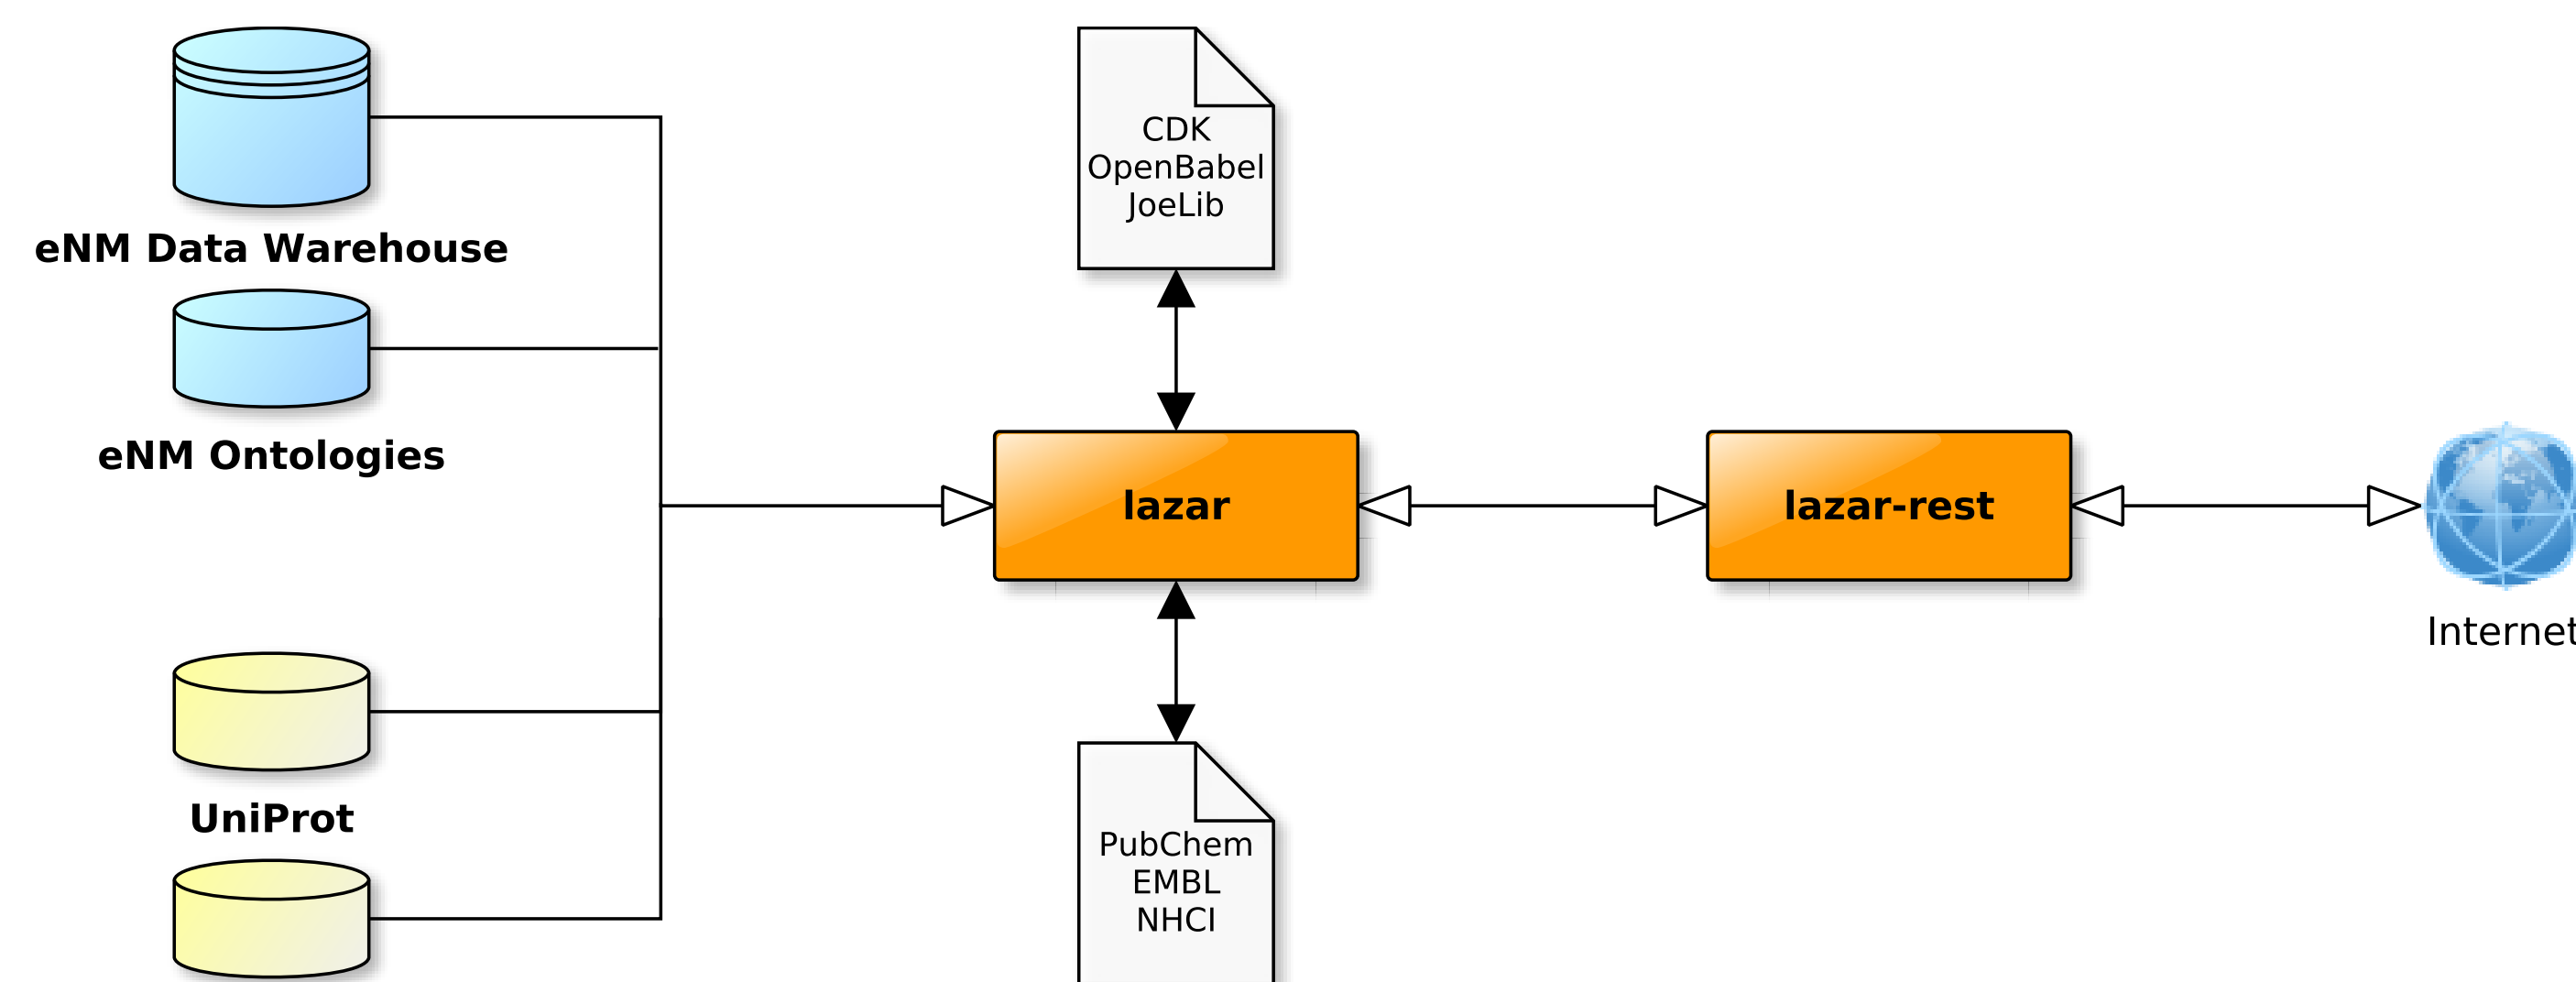 CDK
OpenBabel
JoeLib
eNM Data Warehouse
eNM Ontologies
lazar
lazar-rest
Internet
UniProt
PubChem
EMBL
NHCI